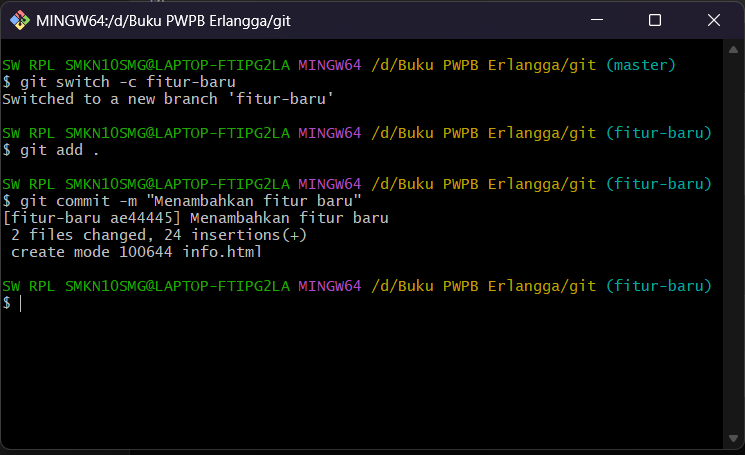 MINGW64:/d/Buku PWPB Erlangga/git
SW RPL SMKN10SMG@LAPTOP-FTIPG2LA MINGW64 /d/Buku PWPB Erlangga/git (master)
$ git switch -c fitur-baru
Switched to a new branch 'fitur-baru'
SW RPL SMKN10SMG@LAPTOP-FTIPG2LA MINGW64 /d/Buku PWPB Erlangga/git (fitur-baru)
$ git add .
SW RPL SMKN10SMG@LAPTOP-FTIPG2LA MINGW64 /d/Buku PWPB Erlangga/git (fitur-baru)
$ git commit -m "Menambahkan fitur baru"
[fitur-baru ae44445] Menambahkan fitur baru
2 files changed, 24 insertions(+)
create mode 100644 info.html
SW RPL SMKN10SMG@LAPTOP-FTIPG2LA MINGW64 /d/Buku PWPB Erlangga/git (fitur-baru)
$